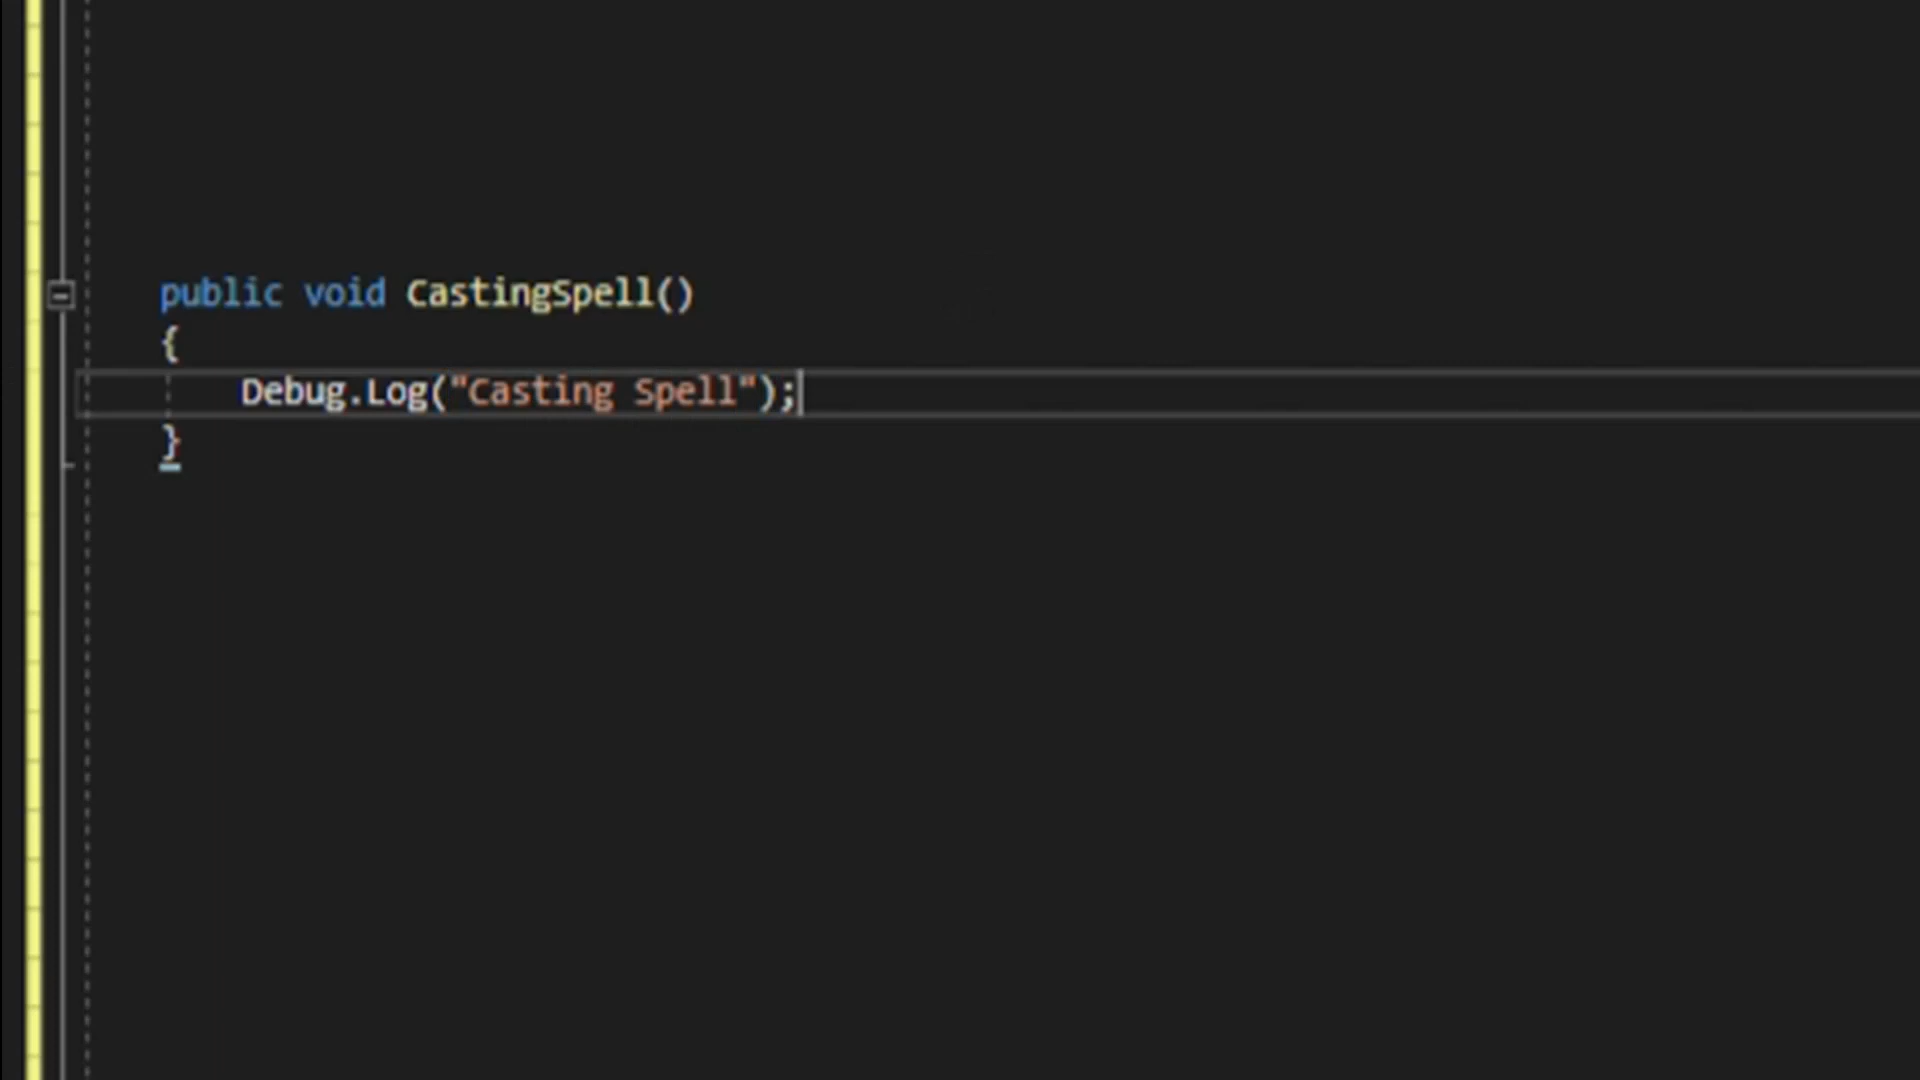 public void CastingSpell()
{
Debug.Log("Casting Spell");
}